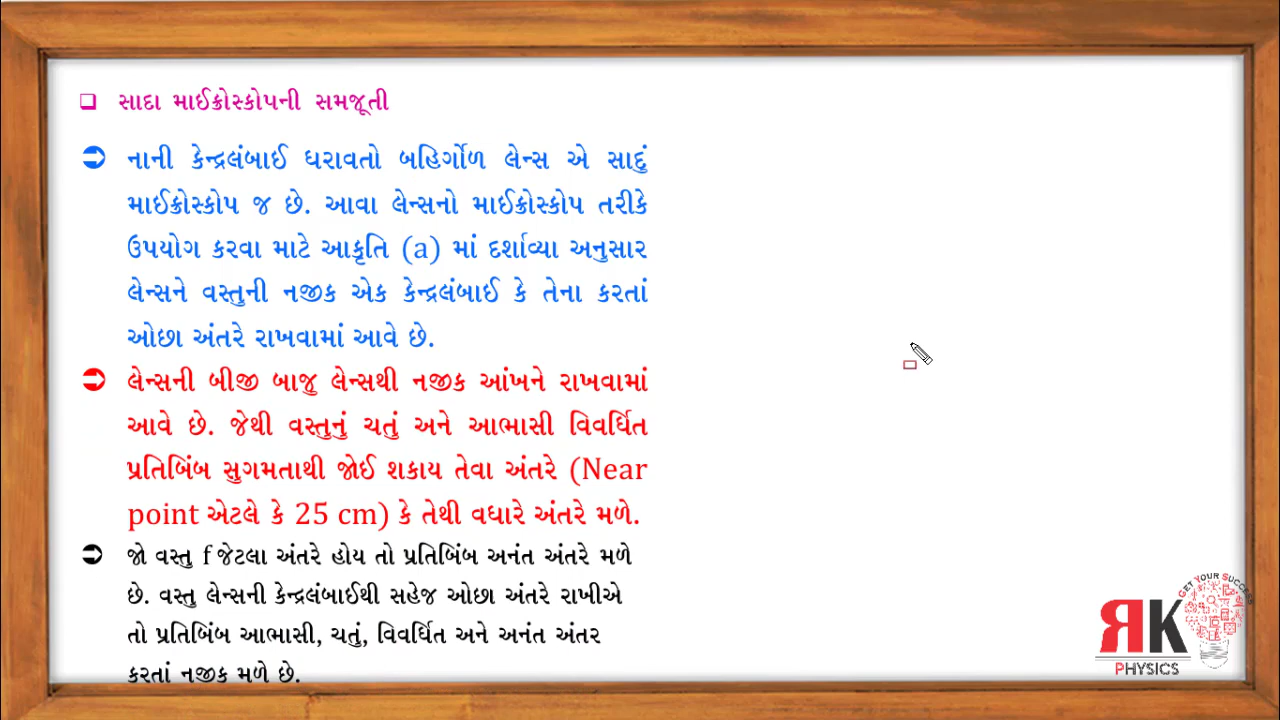 સાદા માઈક્રોસ્કોપની સમજૂતી
નાની કેન્દ્રલંબાઈ ધરાવતો બહિર્ગોળ લેન્સ એ સાદું
માઈક્રોસ્કોપ જ છે. આવા લેન્સનો માઈક્રોસ્કોપ તરીકે
ઉપયોગ કરવા માટે આકૃતિ (a) માં દર્શાવ્યા અનુસાર
લેન્સને વસ્તુની નજીક એક કેન્દ્રલંબાઈ કે તેના કરતાં
ઓછા અંતરે રાખવામાં આવે છે.
લેન્સની બીજી બાજુ લેન્સથી નજીક આંખને રાખવામાં
આવે છે. જેથી વસ્તુનું ચતું અને આભાસી વિવર્ધિત
પ્રતિબિંબ સુગમતાથી જોઈ શકાય તેવા અંતરે (Near
point એટલે કે 25 cm) કે તેથી વધારે અંતરે મળે.
જો વસ્તુ f જેટલા અંતરે હોય તો પ્રતિબિંબ અનંત અંતરે મળે
છે. વસ્તુ લેન્સની કેન્દ્રલંબાઈથી સહેજ ઓછા અંતરે રાખીએ
તો પ્રતિબિંબ આભાસી, ચતું, વિવર્ધિત અને અનંત અંતર
કરતાં નજીક મળે છે.
GET YOUR SUCCESS
RK
PHYSICS